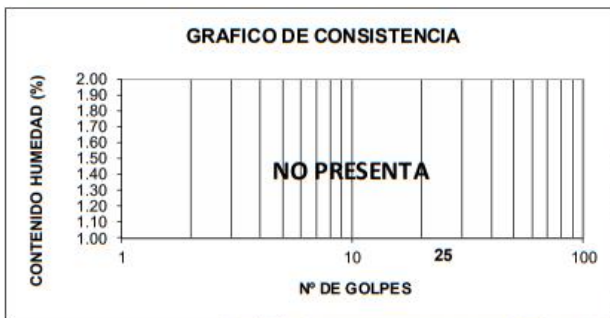 GRAFICO DE CONSISTENCIA
CONTENIDO HUMEDAD (%)
2.00
1.90
1.80
1.70
1.60
1.50
1.40
1.30
1.20
1.10
1.00
NO PRESENTA
1 10 25 100
Nº DE GOLPES